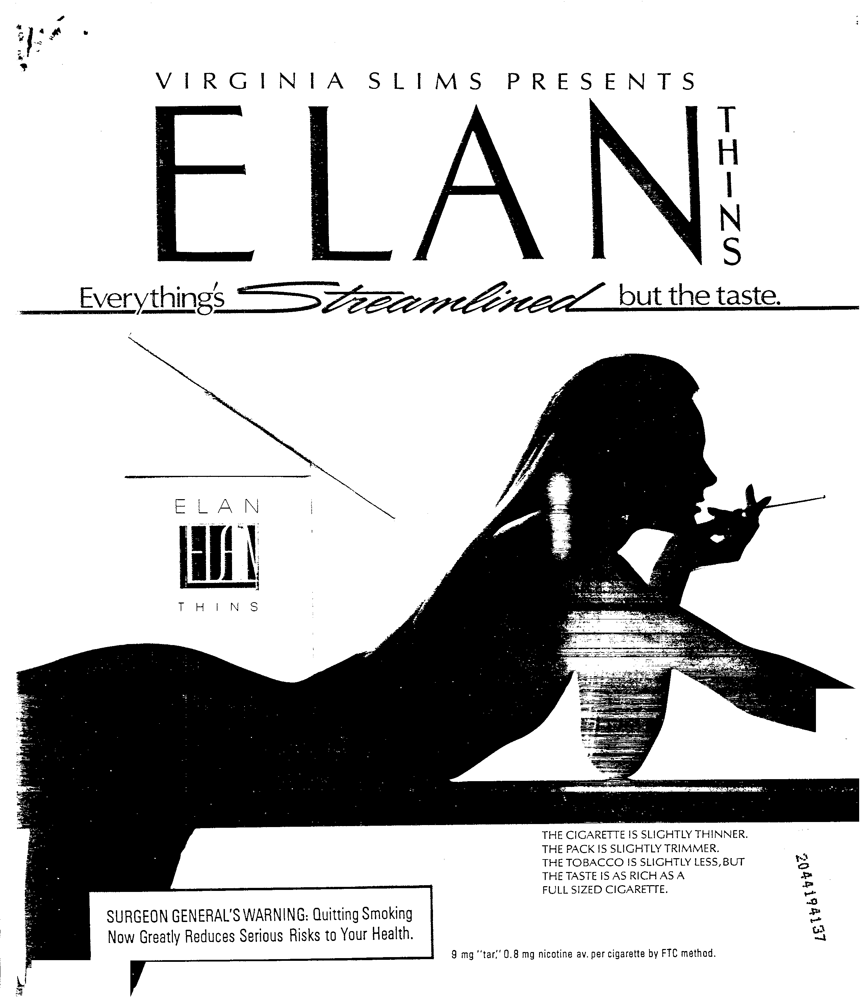 VIRGINIA SLIMS PRESENTS
ELAN
THINS
Everything's Streamlined but the taste.
ELAN
ELAN
THINS
THE CIGARETTE IS SLIGHTLY THINNER.
THE PACK IS SLIGHTLY TRIMMER.
THE TOBACCO IS SLIGHTLY LESS, BUT
THE TASTE IS AS RICH AS A
FULL SIZED CIGARETTE.
2044194137
SURGEON GENERAL'S WARNING: Quitting Smoking
Now Greatly Reduces Serious Risks to Your Health.
9 mg "tar," 0.8 mg nicotine av. per cigarette by FTC method.